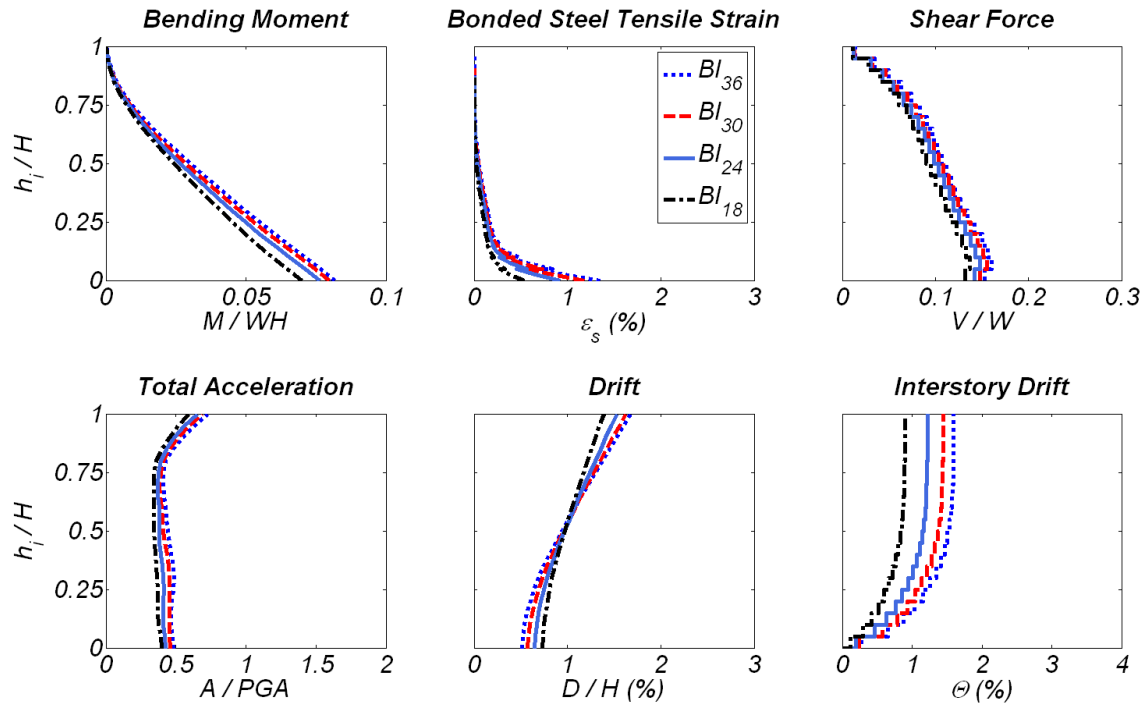 Bending Moment
Bonded Steel Tensile Strain
Shear Force
1
0.75
0.5
0.25
0
h_i / H
0
0.05
0.1
M / WH
BI_36
BI_30
BI_24
BI_18
0
1
2
3
ε_s (%)
0
0.1
0.2
0.3
V / W
Total Acceleration
Drift
Interstory Drift
1
0.75
0.5
0.25
0
h_i / H
0
0.5
1
1.5
2
A / PGA
0
1
2
3
D / H (%)
0
1
2
3
4
Θ (%)